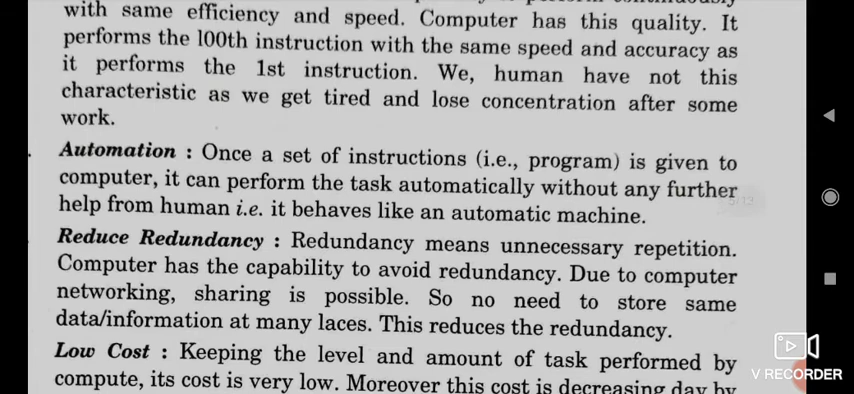 with same efficiency and speed. Computer has this quality. It
performs the 100th instruction with the same speed and accuracy as
it performs the 1st instruction. We, human have not this
characteristic as we get tired and lose concentration after some
work.
Automation : Once a set of instructions (i.e., program) is given to
computer, it can perform the task automatically without any further
help from human i.e. it behaves like an automatic machine.
5/13
Reduce Redundancy : Redundancy means unnecessary repetition.
Computer has the capability to avoid redundancy. Due to computer
networking, sharing is possible. So no need to store same
data/information at many laces. This reduces the redundancy.
Low Cost : Keeping the level and amount of task performed by
compute, its cost is very low. Moreover this cost is decreasing day by
V RECORDER